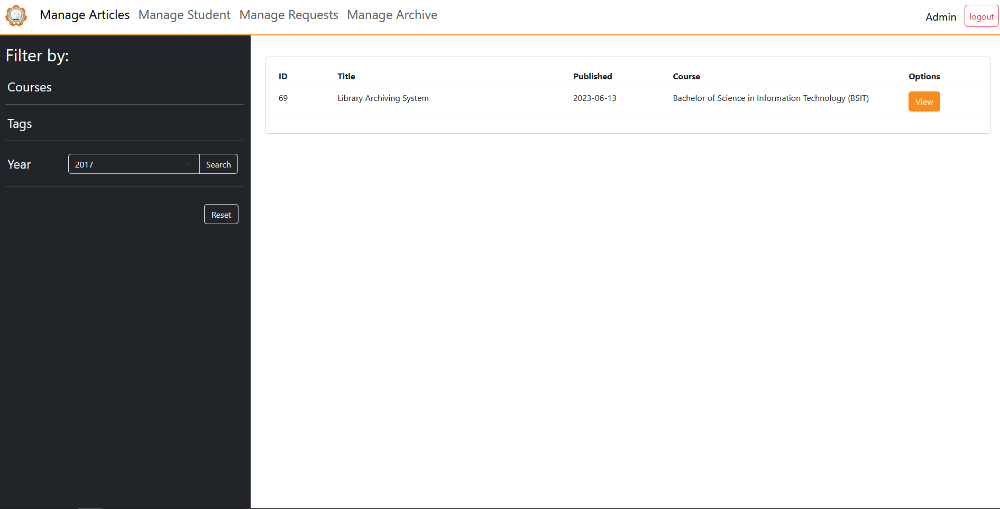 Manage Articles Manage Student Manage Requests Manage Archive Admin logout
Filter by:
Courses
Tags
Year 2017 Search
Reset
ID Title Published Course Options
69 Library Archiving System 2023-06-13 Bachelor of Science in Information Technology (BSIT) View